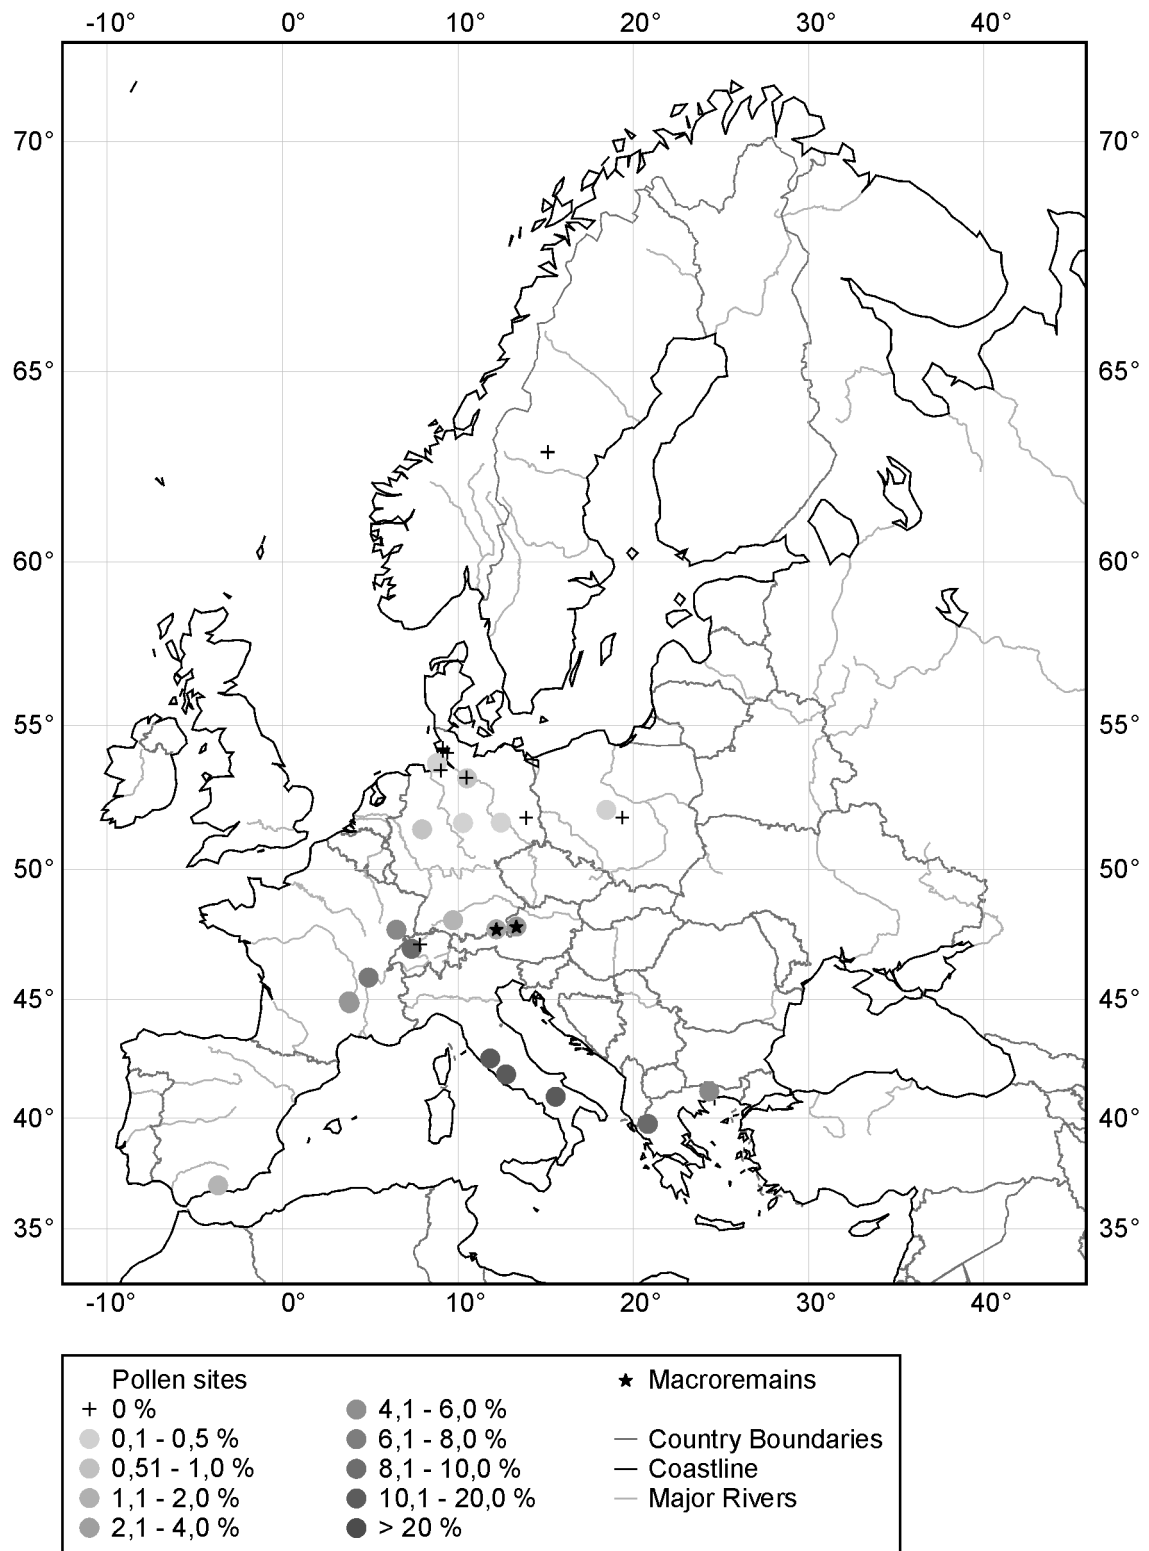 -10° 0° 10° 20° 30° 40°
70° 70°
65° 65°
60° 60°
55° 55°
50° 50°
45° 45°
40° 40°
35° 35°
-10° 0° 10° 20° 30° 40°
Pollen sites
0 %
0,1 - 0,5 %
0,51 - 1,0 %
1,1 - 2,0 %
2,1 - 4,0 %
4,1 - 6,0 %
6,1 - 8,0 %
8,1 - 10,0 %
10,1 - 20,0 %
> 20 %
Macroremains
Country Boundaries
Coastline
Major Rivers